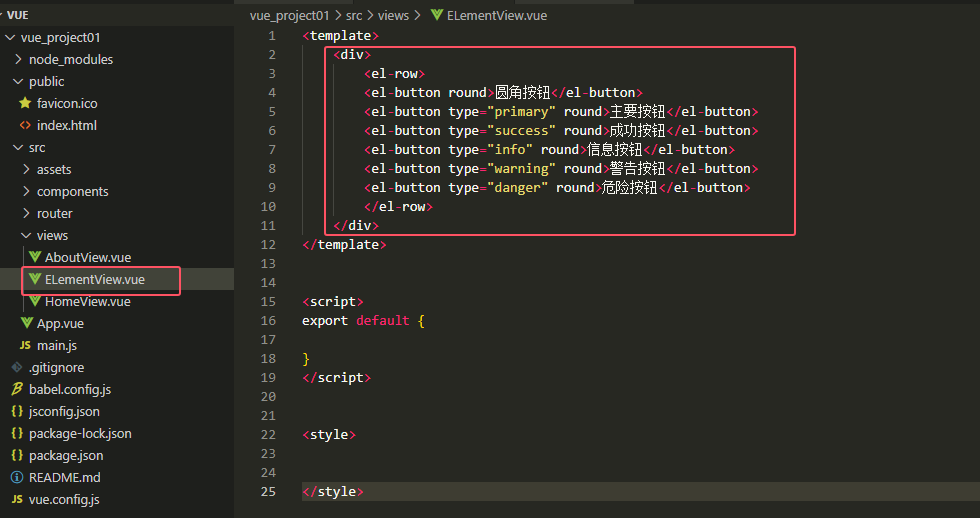 VUE
vue_project01
node_modules
public
favicon.ico
index.html
src
assets
components
router
views
AboutView.vue
ELementView.vue
HomeView.vue
App.vue
JS main.js
.gitignore
babel.config.js
{} jsconfig.json
{} package-lock.json
{} package.json
README.md
JS vue.config.js
vue_project01 > src > views > ELementView.vue
1 <template>
2 <div>
3 <el-row>
4 <el-button round>圆角按钮</el-button>
5 <el-button type="primary" round>主要按钮</el-button>
6 <el-button type="success" round>成功按钮</el-button>
7 <el-button type="info" round>信息按钮</el-button>
8 <el-button type="warning" round>警告按钮</el-button>
9 <el-button type="danger" round>危险按钮</el-button>
10 </el-row>
11 </div>
12 </template>
13
14
15 <script>
16 export default {
17
18 }
19 </script>
20
21
22 <style>
23
24
25 </style>